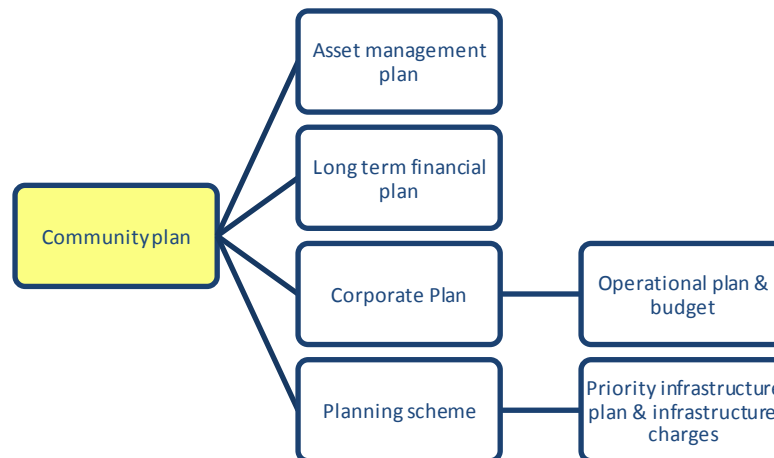 Asset management
plan
Long term financial
plan
Community plan
Corporate Plan
Operational plan &
budget
Planning scheme
Priority infrastructure
plan & infrastructure
charges